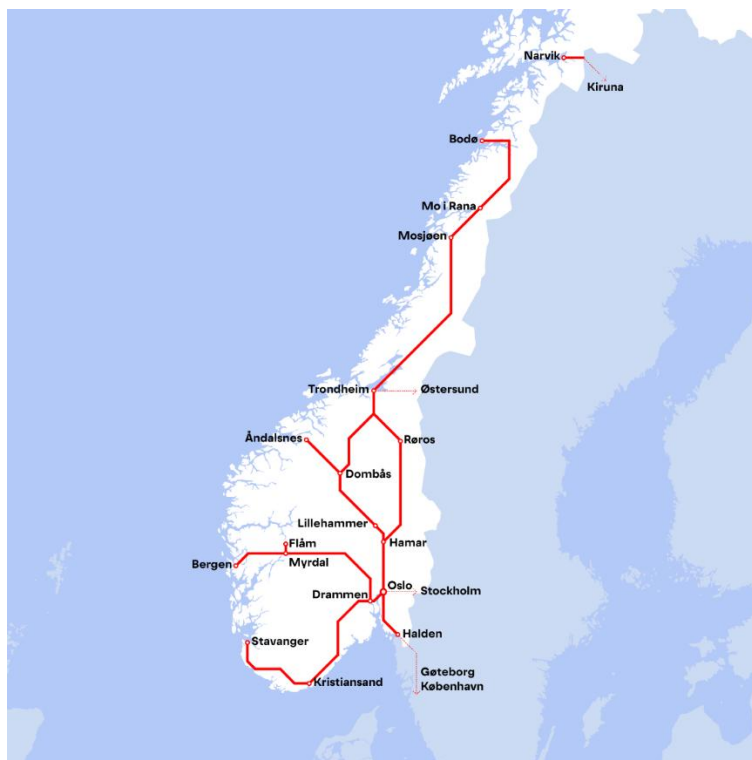 Narvik
Kiruna
Bodø
Mo i Rana
Mosjøen
Trondheim
Østersund
Åndalsnes
Røros
Dombås
Lillehammer
Flåm
Hamar
Bergen
Myrdal
Oslo
Stockholm
Drammen
Halden
Stavanger
Gøteborg
København
Kristiansand